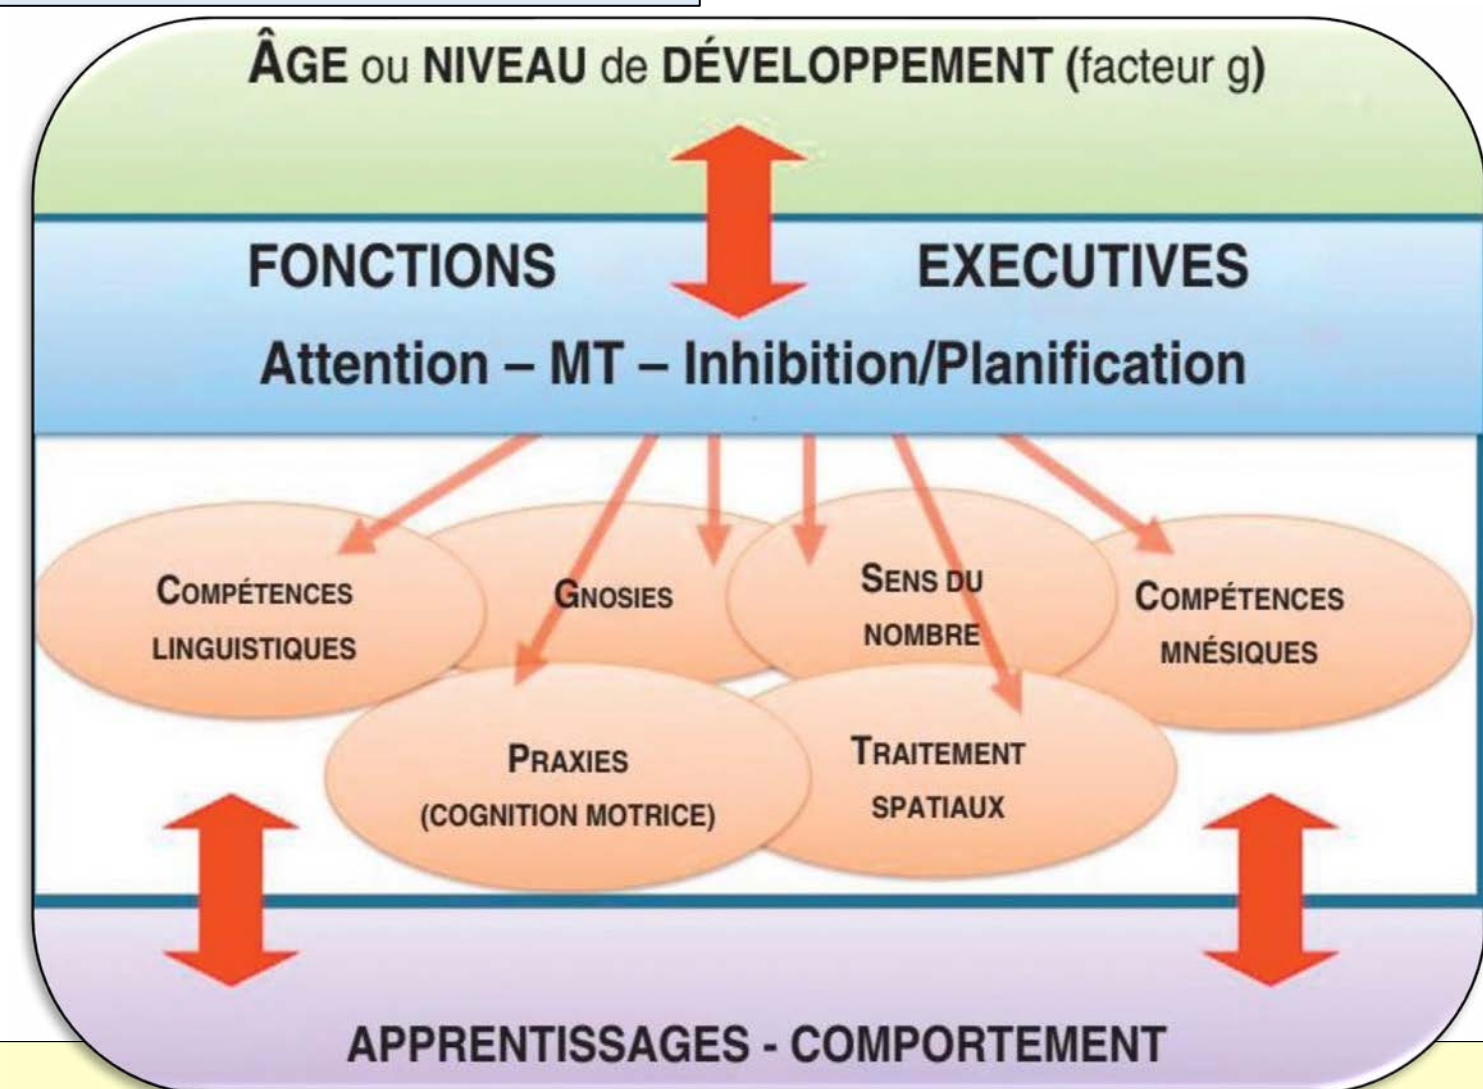 ÂGE ou NIVEAU de DÉVELOPPEMENT (facteur g)
FONCTIONS EXECUTIVES
Attention – MT – Inhibition/Planification
COMPÉTENCES
LINGUISTIQUES
GNOSIES
SENS DU
NOMBRE
COMPÉTENCES
MNÉSIQUES
PRAXIES
(COGNITION MOTRICE)
TRAITEMENT
SPATIAUX
APPRENTISSAGES - COMPORTEMENT